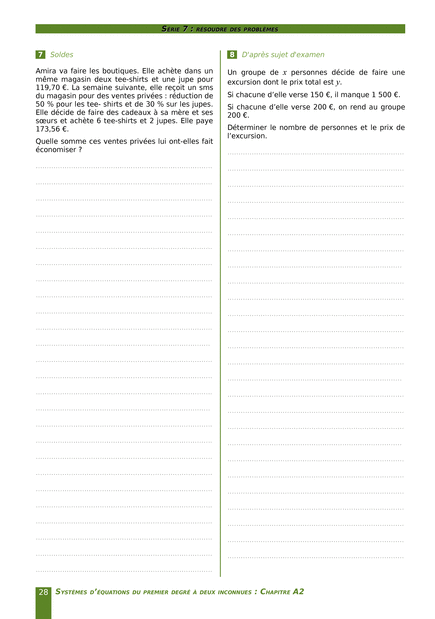 SÉRIE 7 : RÉSOUDRE DES PROBLÈMES
7 Soldes
Amira va faire les boutiques. Elle achète dans un
même magasin deux tee-shirts et une jupe pour
119,70 €. La semaine suivante, elle reçoit un sms
du magasin pour des ventes privées : réduction de
50 % pour les tee- shirts et de 30 % sur les jupes.
Elle décide de faire des cadeaux à sa mère et ses
sœurs et achète 6 tee-shirts et 2 jupes. Elle paye
173,56 €.
Quelle somme ces ventes privées lui ont-elles fait
économiser ?
8 D'après sujet d'examen
Un groupe de x personnes décide de faire une
excursion dont le prix total est y.
Si chacune d'elle verse 150 €, il manque 1 500 €.
Si chacune d'elle verse 200 €, on rend au groupe
200 €.
Déterminer le nombre de personnes et le prix de
l'excursion.
28 SYSTÈMES D'ÉQUATIONS DU PREMIER DEGRÉ À DEUX INCONNUES : CHAPITRE A2